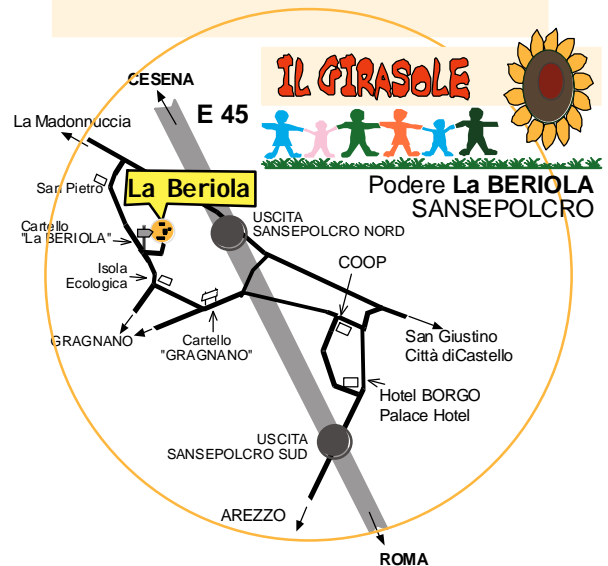 IL GIRASOLE
CESENA
E 45
La Madonnuccia
Podere La BERIOLA
SANSEPOLCRO
San Pietro
La Beriola
Cartello
"La BERIOLA"
USCITA
SANSEPOLCRO NORD
Isola
Ecologica
COOP
GRAGNANO
Cartello
"GRAGNANO"
San Giustino
Città diCastello
Hotel BORGO
Palace Hotel
USCITA
SANSEPOLCRO SUD
AREZZO
ROMA